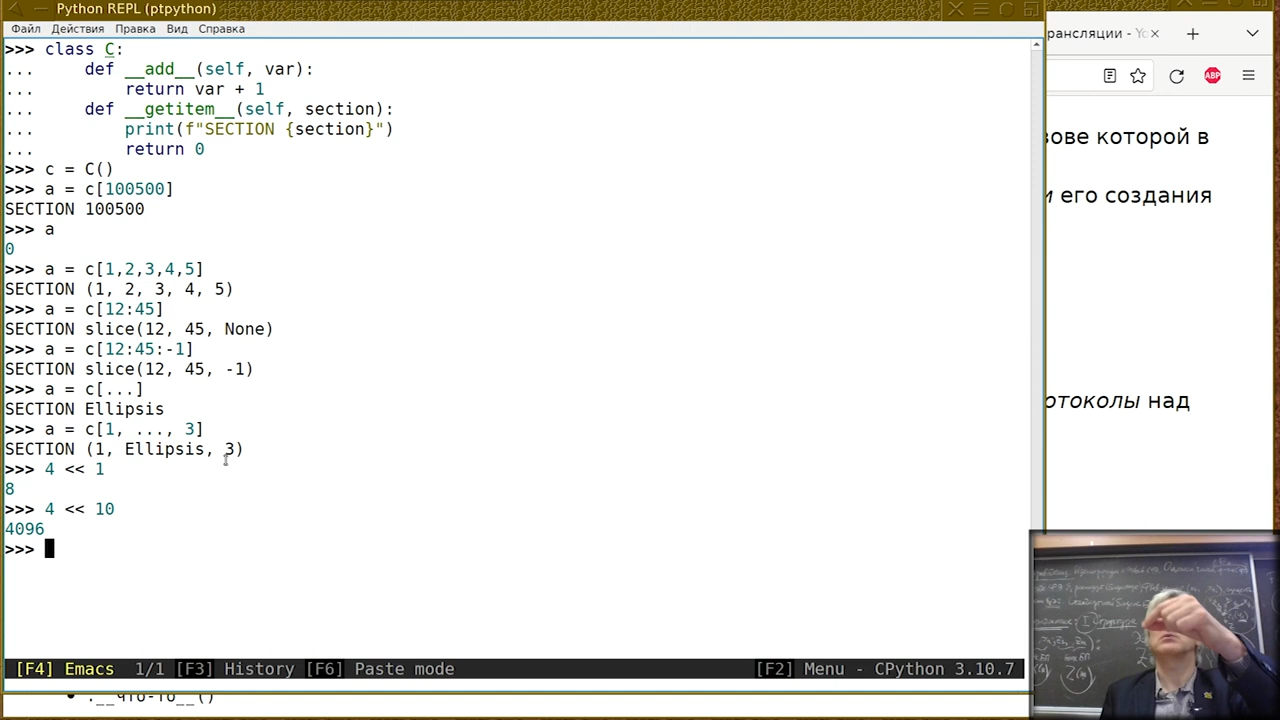 Python REPL (ptpython)
Файл Действия Правка Вид Справка
>>> class C:
...     def __add__(self, var):
...         return var + 1
...     def __getitem__(self, section):
...         print(f"SECTION {section}")
...         return 0
>>> c = C()
>>> a = c[100500]
SECTION 100500
>>> a
0
>>> a = c[1,2,3,4,5]
SECTION (1, 2, 3, 4, 5)
>>> a = c[12:45]
SECTION slice(12, 45, None)
>>> a = c[12:45:-1]
SECTION slice(12, 45, -1)
>>> a = c[...]
SECTION Ellipsis
>>> a = c[1, ..., 3]
SECTION (1, Ellipsis, 3)
>>> 4 << 1
8
>>> 4 << 10
4096
>>>
[F4] Emacs 1/1 [F3] History [F6] Paste mode [F2] Menu - CPython 3.10.7
рансляции - Yo
ABP
зове которой в
и его создания
отоколы над
.__что-то__()